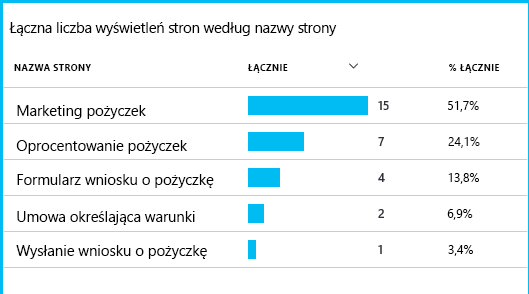 Łączna liczba wyświetleń stron według nazwy strony
NAZWA STRONY ŁĄCZNIE % ŁĄCZNIE
Marketing pożyczek 15 51,7%
Oprocentowanie pożyczek 7 24,1%
Formularz wniosku o pożyczkę 4 13,8%
Umowa określająca warunki 2 6,9%
Wysłanie wniosku o pożyczkę 1 3,4%